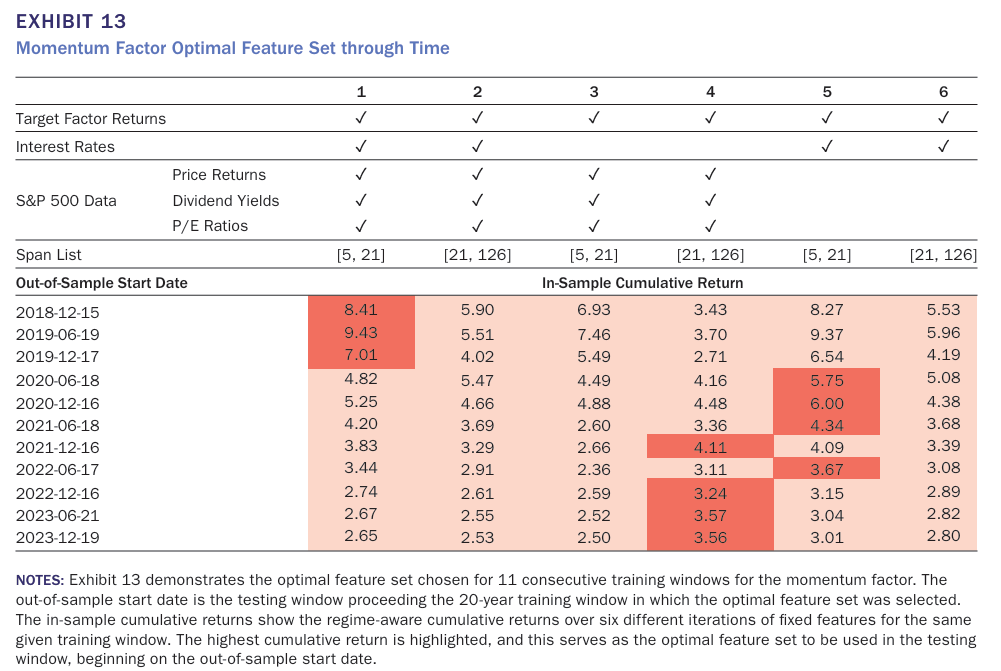 EXHIBIT 13
Momentum Factor Optimal Feature Set through Time
1 2 3 4 5 6
Target Factor Returns ✓ ✓ ✓ ✓ ✓ ✓
Interest Rates ✓ ✓ ✓ ✓
Price Returns ✓ ✓ ✓ ✓
S&P 500 Data Dividend Yields ✓ ✓ ✓ ✓
P/E Ratios ✓ ✓ ✓ ✓
Span List [5, 21] [21, 126] [5, 21] [21, 126] [5, 21] [21, 126]
Out-of-Sample Start Date In-Sample Cumulative Return
2018-12-15 8.41 5.90 6.93 3.43 8.27 5.53
2019-06-19 9.43 5.51 7.46 3.70 9.37 5.96
2019-12-17 7.01 4.02 5.49 2.71 6.54 4.19
2020-06-18 4.82 5.47 4.49 4.16 5.75 5.08
2020-12-16 5.25 4.66 4.88 4.48 6.00 4.38
2021-06-18 4.20 3.69 2.60 3.36 4.34 3.68
2021-12-16 3.83 3.29 2.66 4.11 4.09 3.39
2022-06-17 3.44 2.91 2.36 3.11 3.67 3.08
2022-12-16 2.74 2.61 2.59 3.24 3.15 2.89
2023-06-21 2.67 2.55 2.52 3.57 3.04 2.82
2023-12-19 2.65 2.53 2.50 3.56 3.01 2.80
NOTES: Exhibit 13 demonstrates the optimal feature set chosen for 11 consecutive training windows for the momentum factor. The
out-of-sample start date is the testing window proceeding the 20-year training window in which the optimal feature set was selected.
The in-sample cumulative returns show the regime-aware cumulative returns over six different iterations of fixed features for the same
given training window. The highest cumulative return is highlighted, and this serves as the optimal feature set to be used in the testing
window, beginning on the out-of-sample start date.